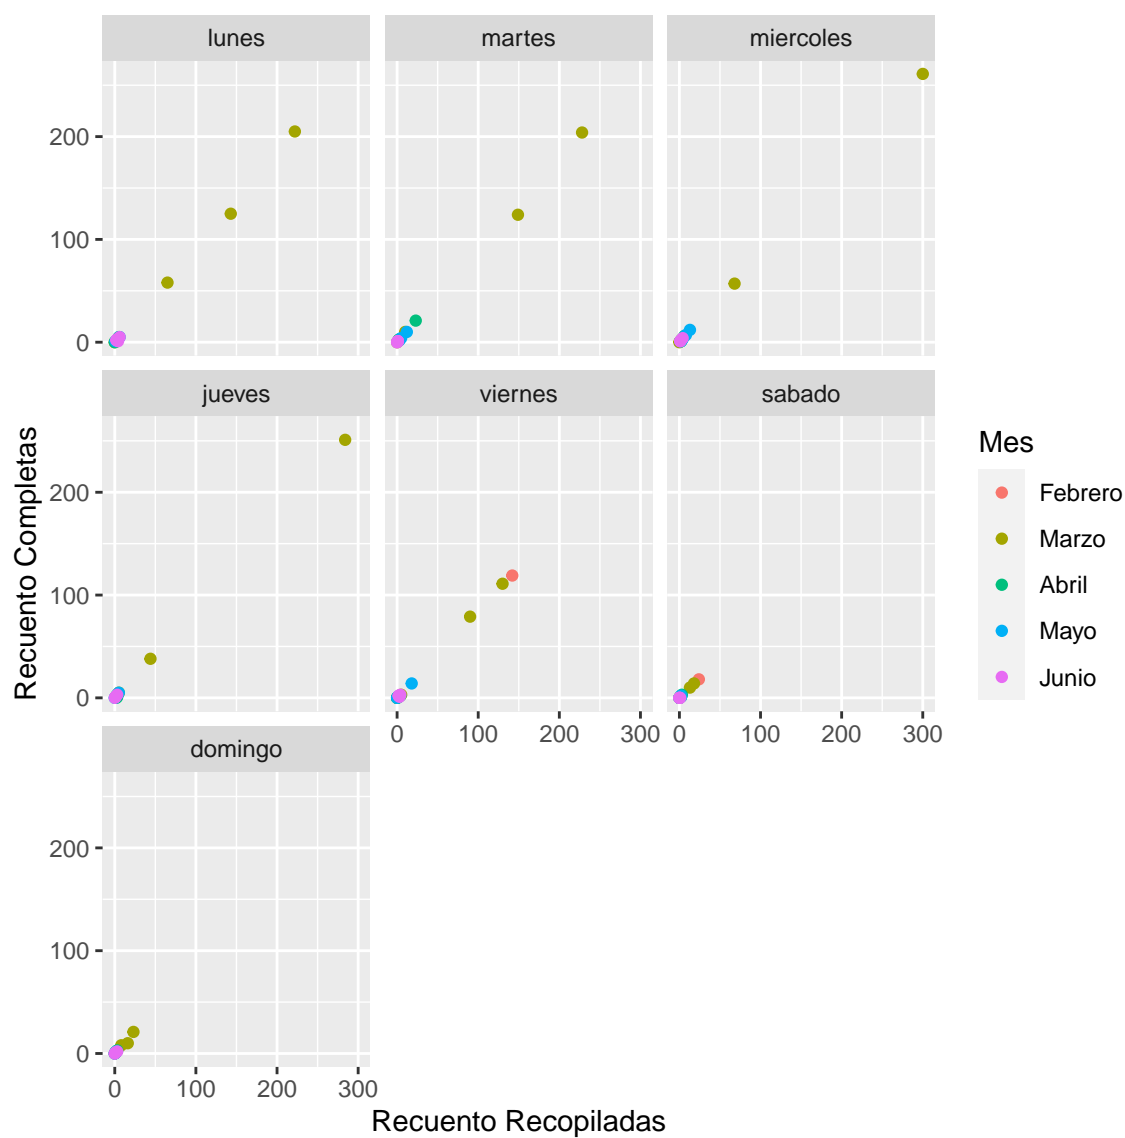 lunes martes miercoles
200
100
0
jueves viernes sabado
200
100
0
0 100 200 300 0 100 200 300
domingo
200
100
0
0 100 200 300
Recuento Recopiladas
Recuento Completas
Mes
Febrero
Marzo
Abril
Mayo
Junio